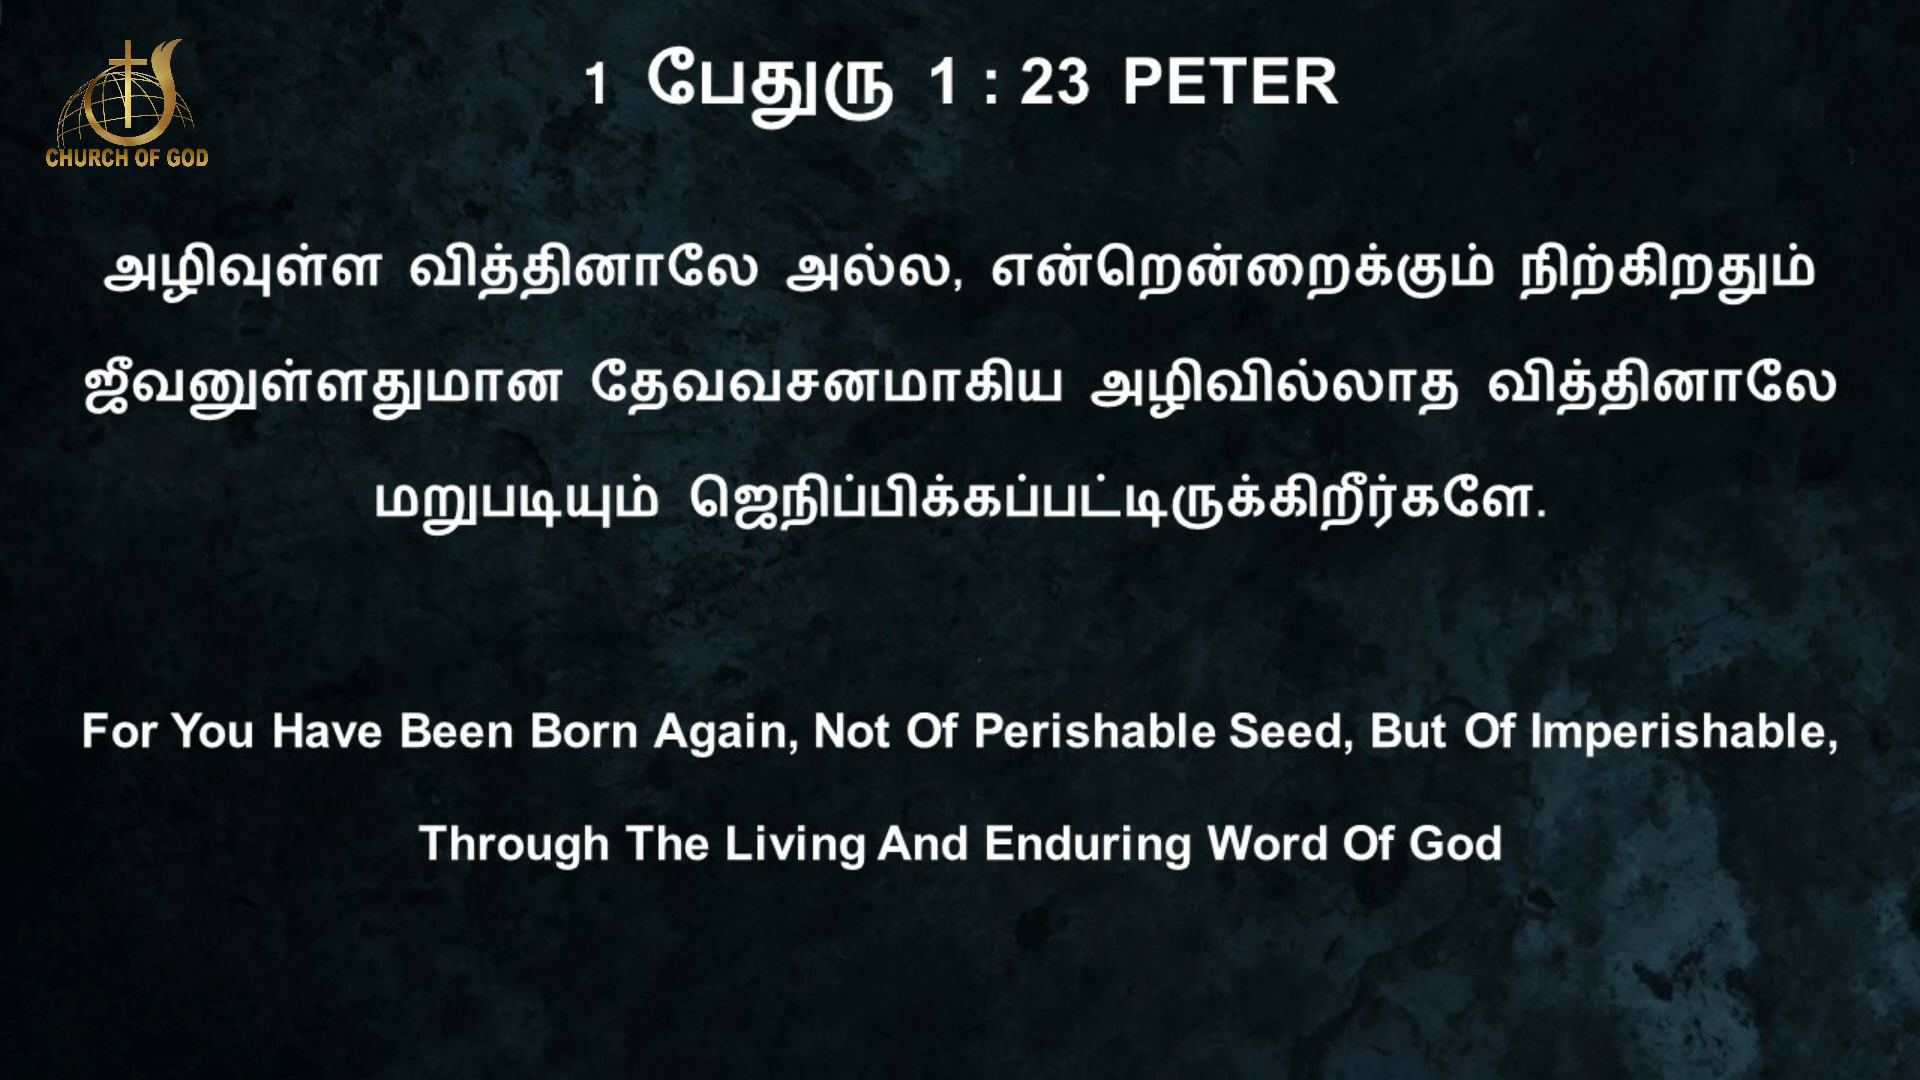 CHURCH OF GOD
1 பேதுரு 1 : 23 PETER
அழிவுள்ள வித்தினாலே அல்ல, என்றென்றைக்கும் நிற்கிறதும்
ஜீவனுள்ளதுமான தேவவசனமாகிய அழிவில்லாத வித்தினாலே
மறுபடியும் ஜெநிப்பிக்கப்பட்டிருக்கிறீர்களே.
For You Have Been Born Again, Not Of Perishable Seed, But Of Imperishable,
Through The Living And Enduring Word Of God